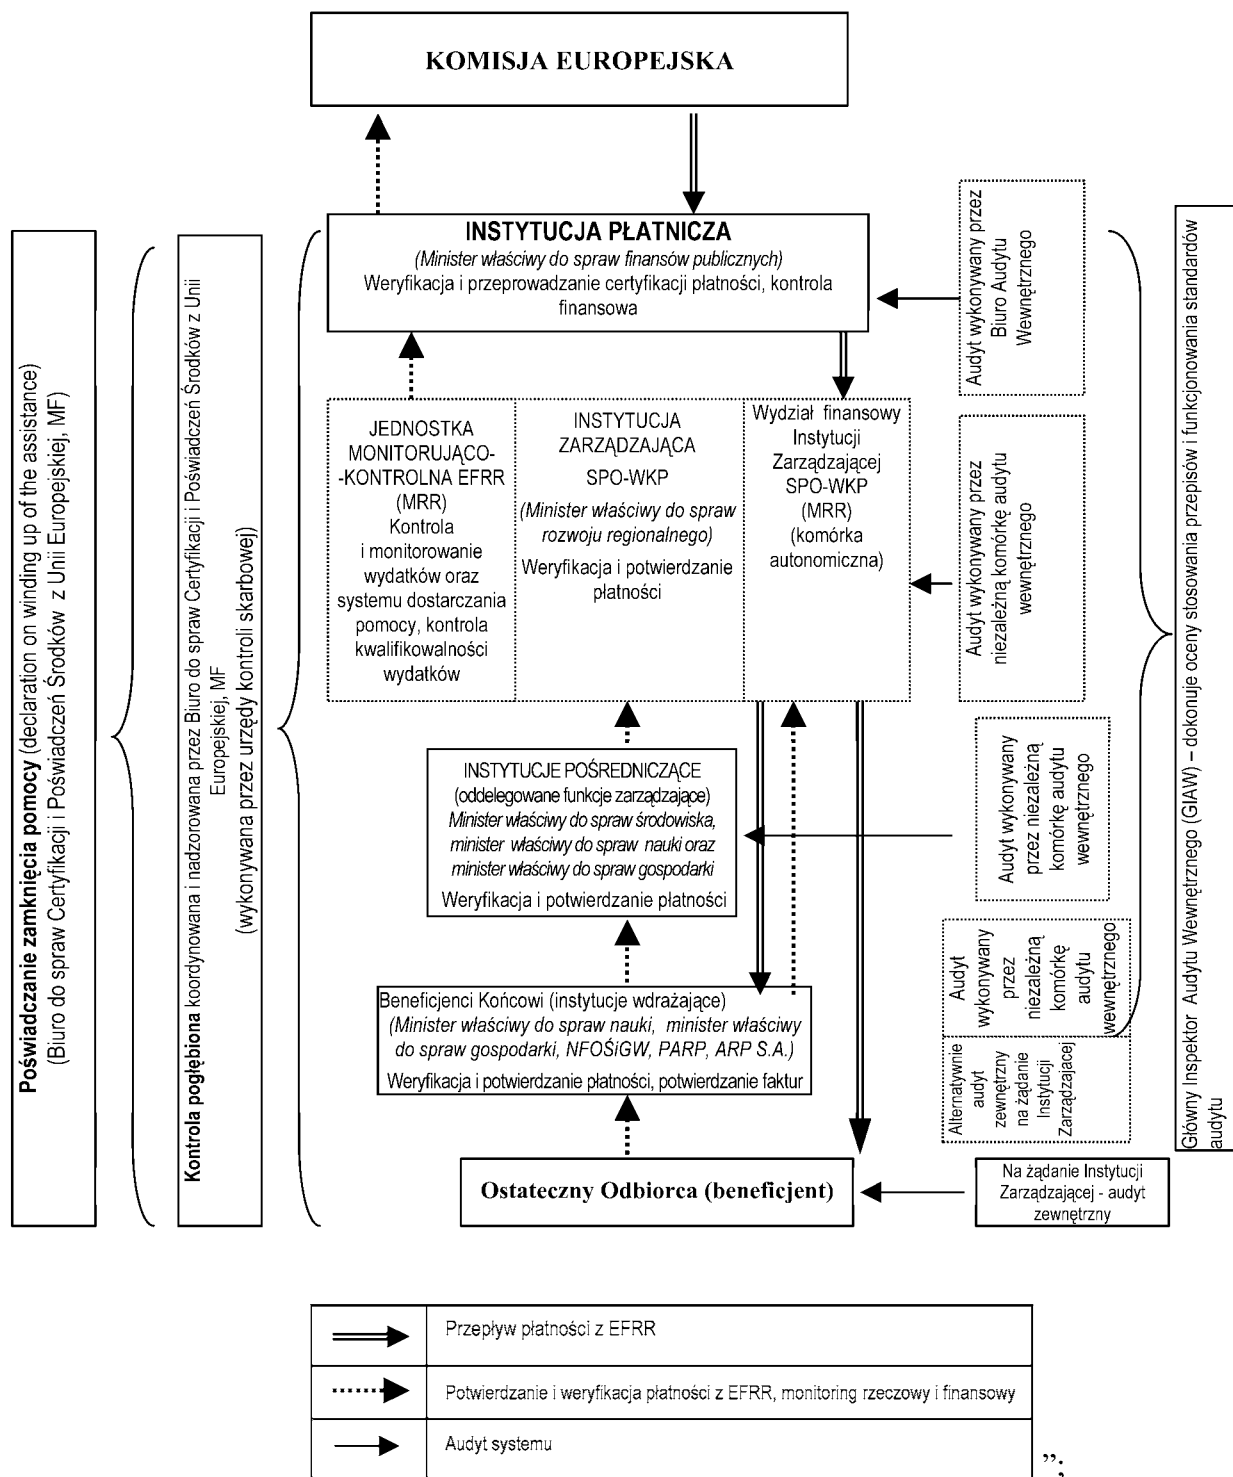 KOMISJA EUROPEJSKA
INSTYTUCJA PŁATNICZA
(Minister właściwy do spraw finansów publicznych)
Weryfikacja i przeprowadzanie certyfikacji płatności, kontrola
finansowa
JEDNOSTKA
MONITORUJĄCO-
-KONTROLNA EFRR
(MRR)
Kontrola
i monitorowanie
wydatków oraz
systemu dostarczania
pomocy, kontrola
kwalifikowalności
wydatków
INSTYTUCJA
ZARZĄDZAJĄCA
SPO-WKP
(Minister właściwy do spraw
rozwoju regionalnego)
Weryfikacja i potwierdzanie
płatności
Wydział finansowy
Instytucji
Zarządzającej
SPO-WKP
(MRR)
(komórka
autonomiczna)
INSTYTUCJE POŚREDNICZĄCE
(oddelegowane funkcje zarządzające)
Minister właściwy do spraw środowiska,
minister właściwy do spraw nauki oraz
minister właściwy do spraw gospodarki
Weryfikacja i potwierdzanie płatności
Beneficjenci Końcowi (instytucje wdrażające)
(Minister właściwy do spraw nauki, minister właściwy
do spraw gospodarki, NFOŚiGW, PARP, ARP S.A.)
Weryfikacja i potwierdzanie płatności, potwierdzanie faktur
Ostateczny Odbiorca (beneficjent)
Poświadczanie zamknięcia pomocy (declaration on winding up of the assistance)
(Biuro do spraw Certyfikacji i Poświadczeń Środków z Unii Europejskiej, MF)
Kontrola pogłębiona koordynowana i nadzorowana przez Biuro do spraw Certyfikacji i Poświadczeń Środków z Unii
Europejskiej, MF
(wykonywana przez urzędy kontroli skarbowej)
Audyt wykonywany przez
Biuro Audytu
Wewnętrznego
Audyt wykonywany przez
niezależną komórkę audytu
wewnętrznego
Audyt wykonywany
przez niezależną
komórkę audytu
wewnętrznego
Audyt
wykonywany
przez
niezależną
komórkę
audytu
wewnętrznego
Alternatywnie
audyt
zewnętrzny
na żądanie
Instytucji
Zarządzajacej
Na żądanie Instytucji
Zarządzającej - audyt
zewnętrzny
Główny Inspektor Audytu Wewnętrznego (GIAW) – dokonuje oceny stosowania przepisów i funkcjonowania standardów
audytu
Przepływ płatności z EFRR
Potwierdzanie i weryfikacja płatności z EFRR, monitoring rzeczowy i finansowy
Audyt systemu
”;